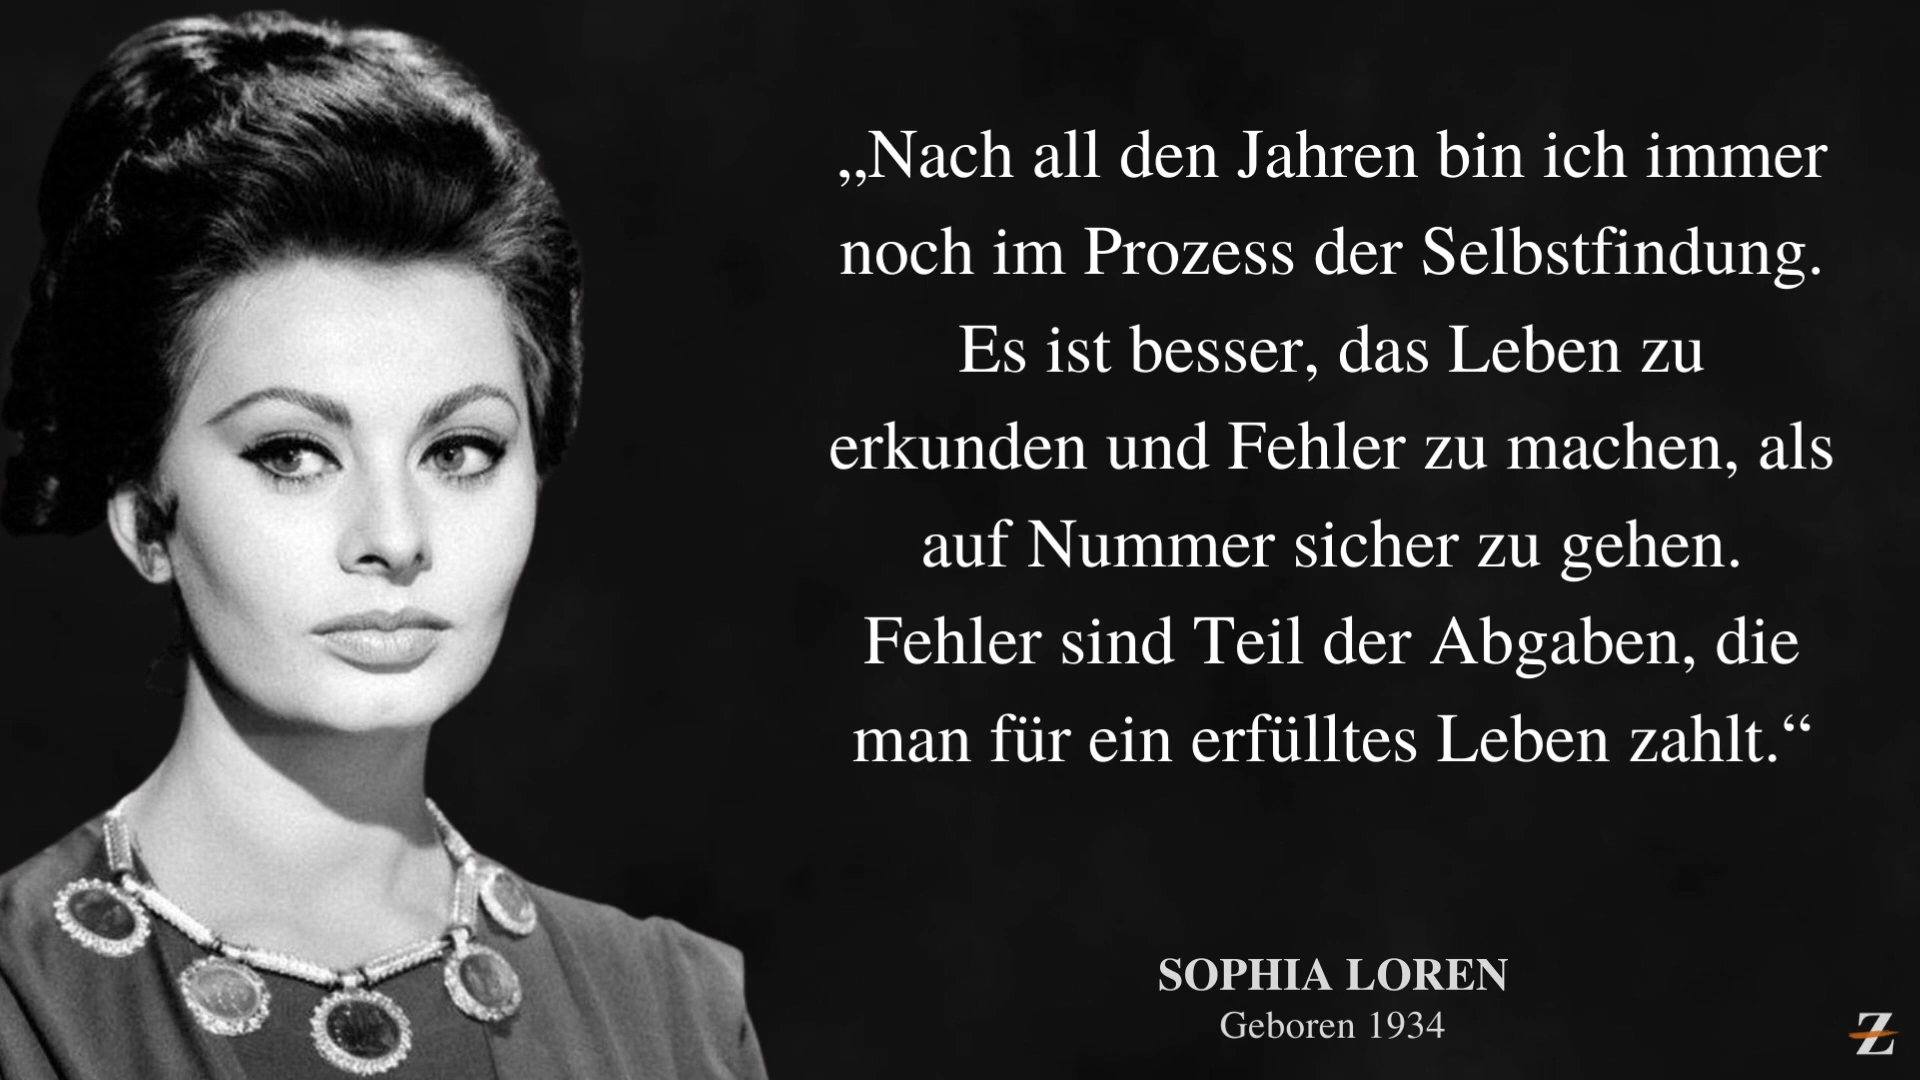 „Nach all den Jahren bin ich immer
noch im Prozess der Selbstfindung.
Es ist besser, das Leben zu
erkunden und Fehler zu machen, als
auf Nummer sicher zu gehen.
Fehler sind Teil der Abgaben, die
man für ein erfülltes Leben zahlt.“
SOPHIA LOREN
Geboren 1934
Z